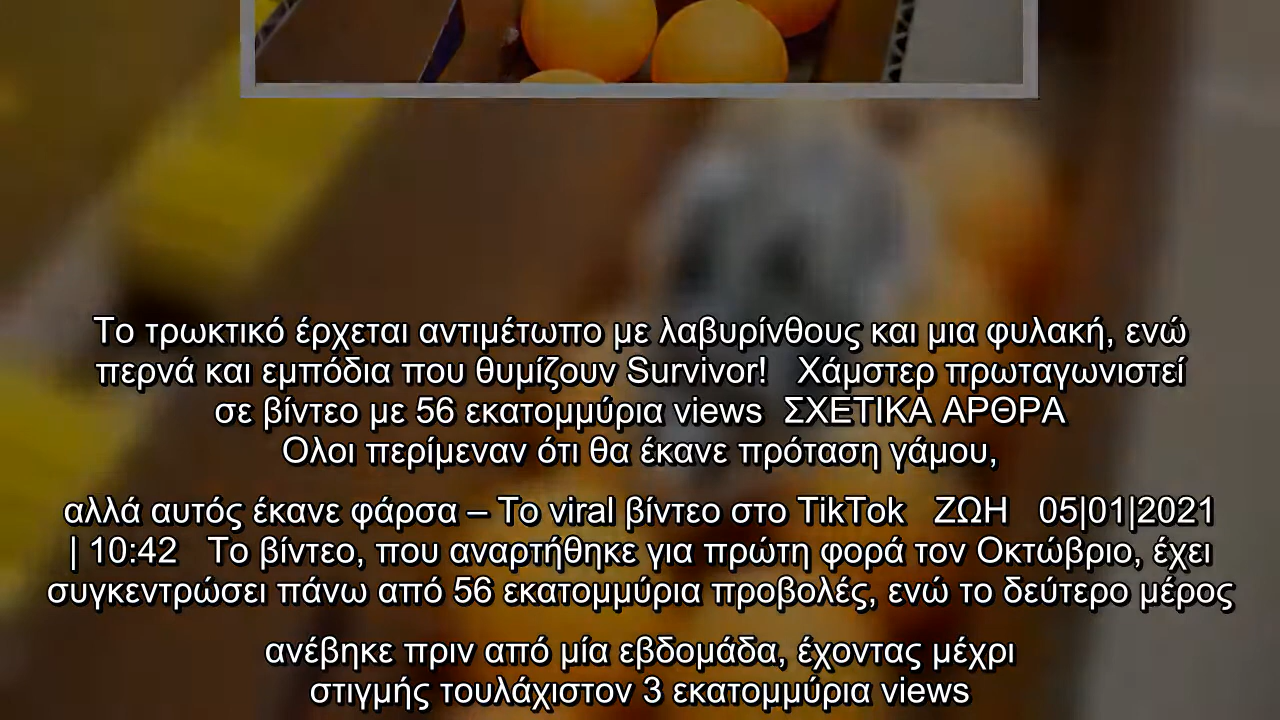 Το τρωκτικό έρχεται αντιμέτωπο με λαβυρίνθους και μια φυλακή, ενώ
περνά και εμπόδια που θυμίζουν Survivor! Χάμστερ πρωταγωνιστεί
σε βίντεο με 56 εκατομμύρια views ΣΧΕΤΙΚΑ ΑΡΘΡΑ
Ολοι περίμεναν ότι θα έκανε πρόταση γάμου,
αλλά αυτός έκανε φάρσα – Το viral βίντεο στο TikTok ΖΩΗ 05|01|2021
| 10:42 Το βίντεο, που αναρτήθηκε για πρώτη φορά τον Οκτώβριο, έχει
συγκεντρώσει πάνω από 56 εκατομμύρια προβολές, ενώ το δεύτερο μέρος
ανέβηκε πριν από μία εβδομάδα, έχοντας μέχρι
στιγμής τουλάχιστον 3 εκατομμύρια views